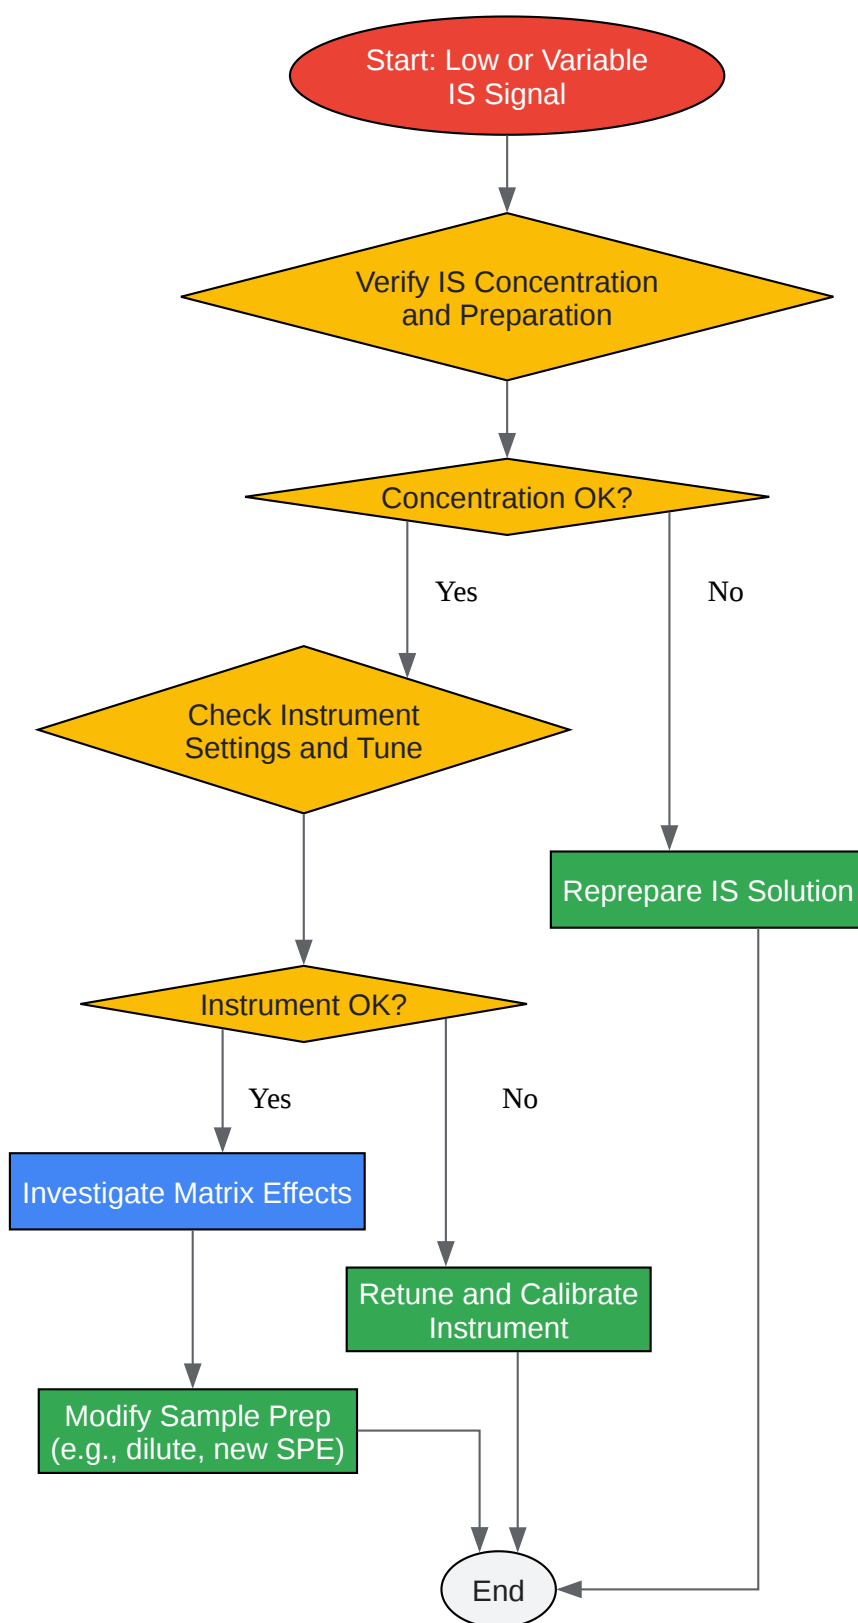 Start: Low or Variable
IS Signal
Verify IS Concentration
and Preparation
Concentration OK?
Yes
No
Check Instrument
Settings and Tune
Reprepare IS Solution
Instrument OK?
Yes
No
Investigate Matrix Effects
Retune and Calibrate
Instrument
Modify Sample Prep
(e.g., dilute, new SPE)
End